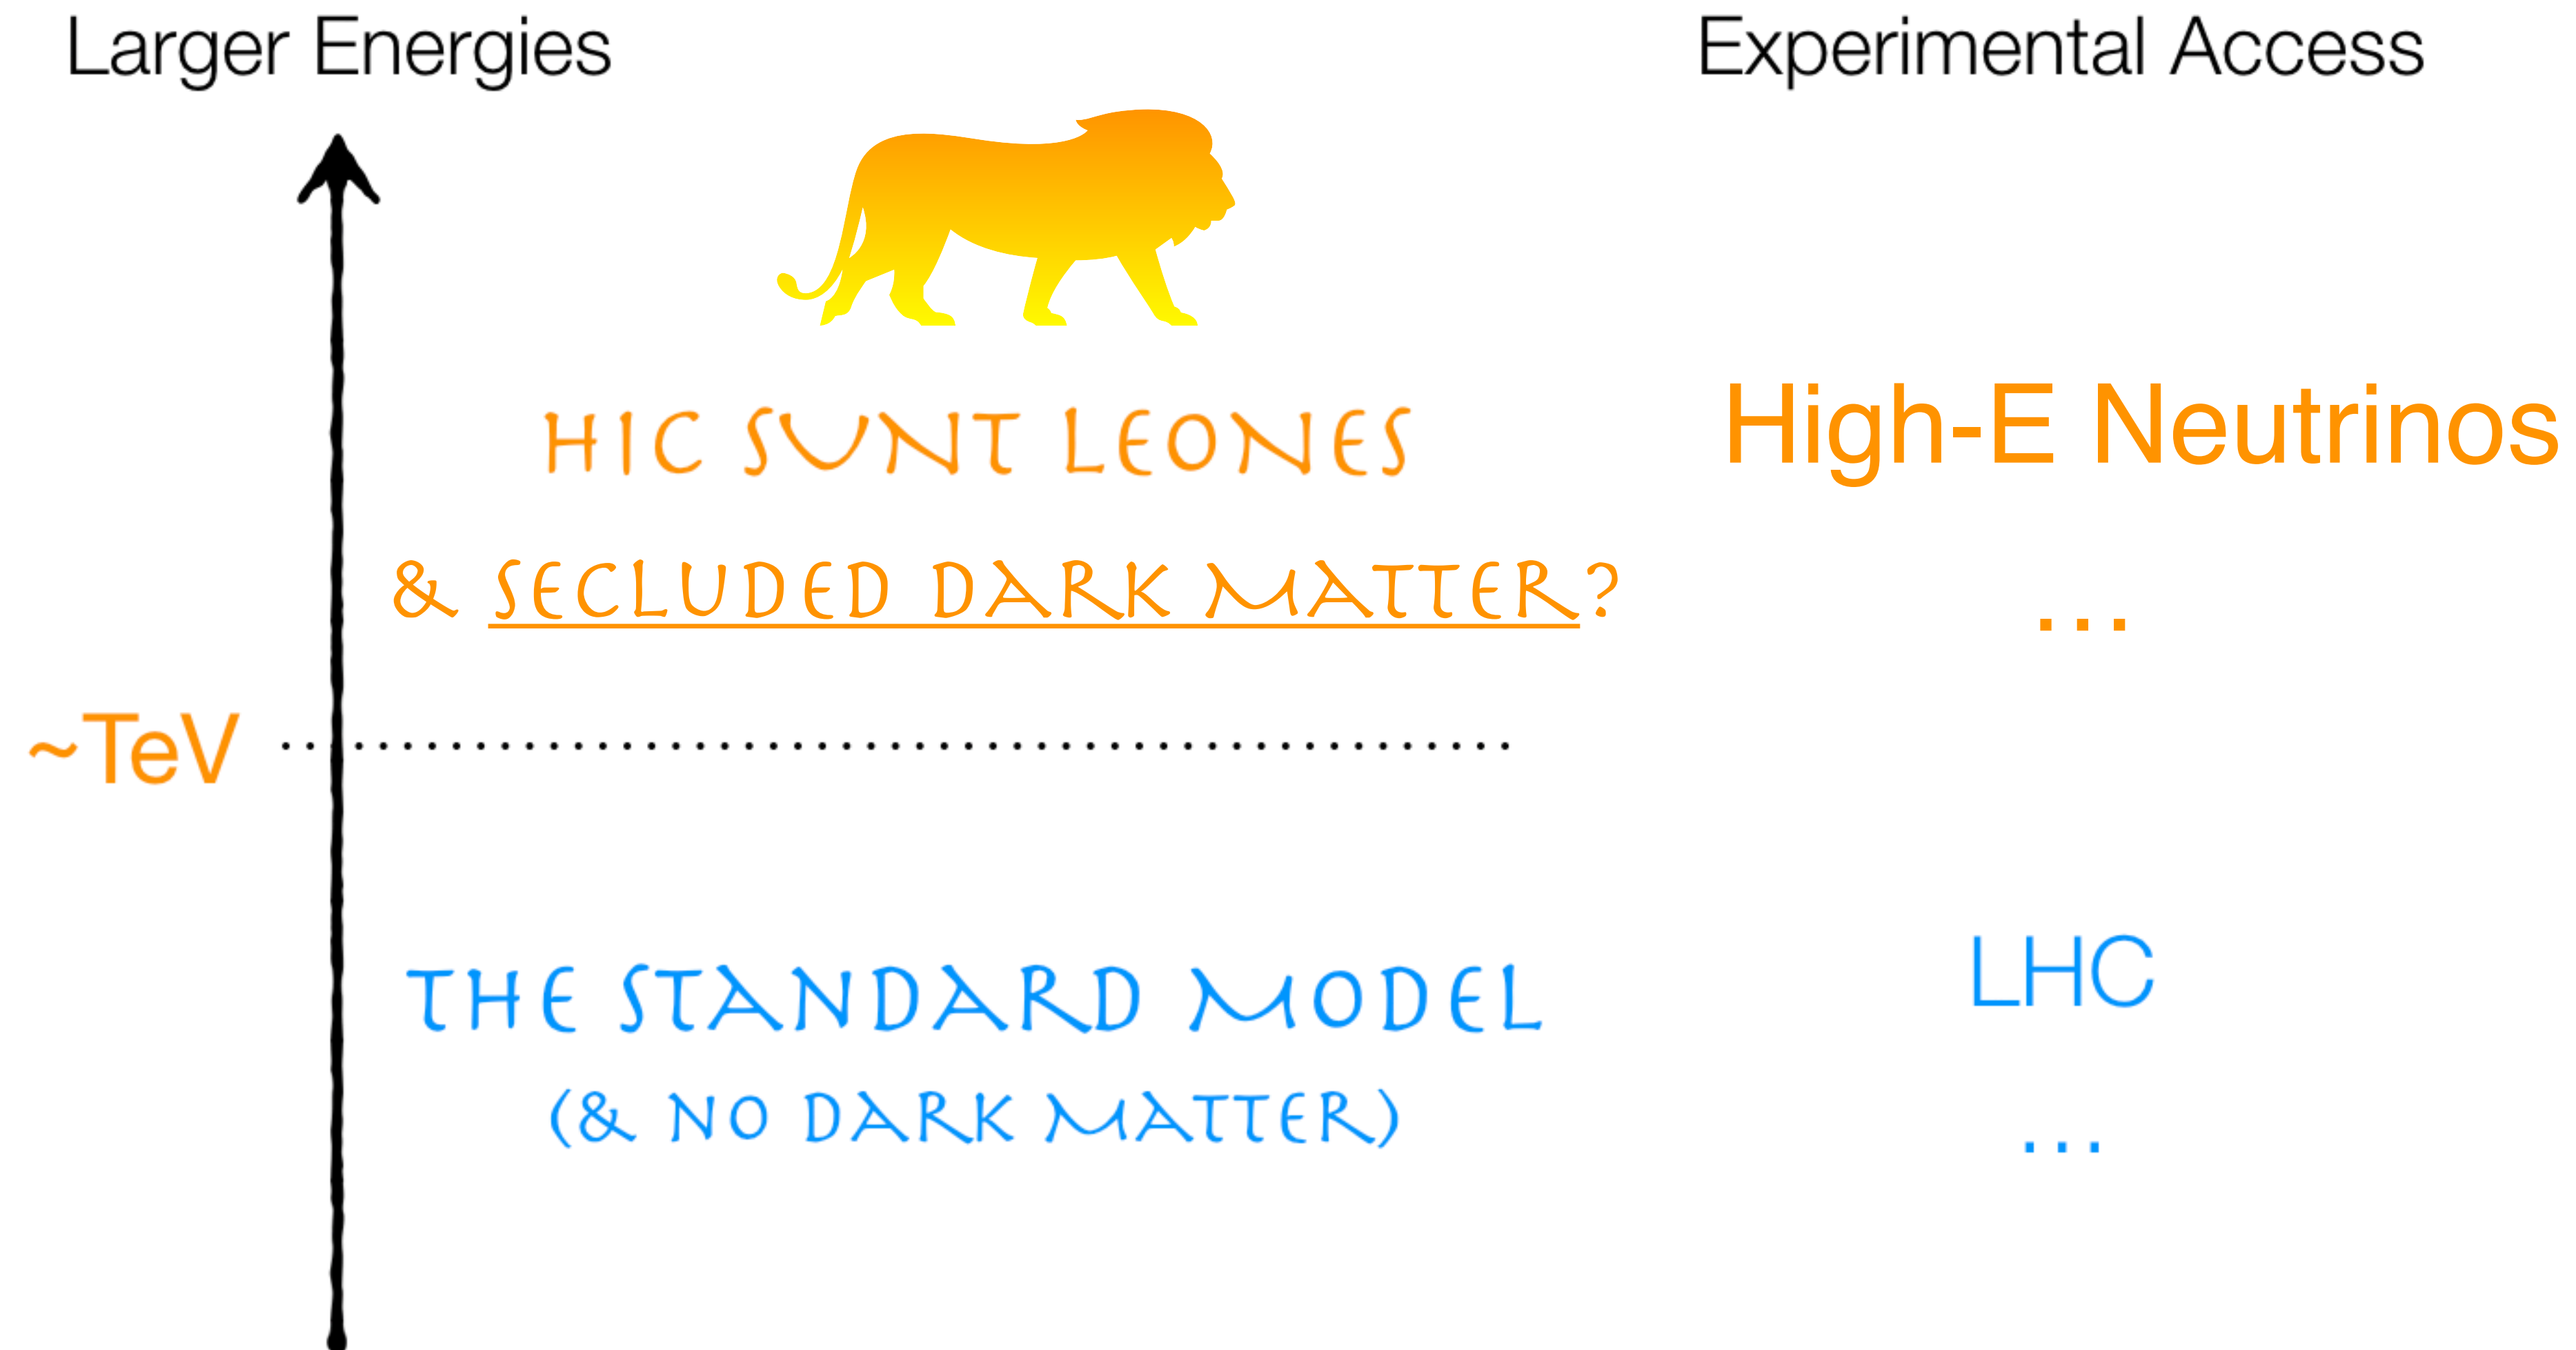 Larger Energies
Experimental Access
HIC SUNT LEONES
High-E Neutrinos
& SECLUDED DARK MATTER?
...
~TeV
THE STANDARD MODEL
LHC
(& NO DARK MATTER)
...